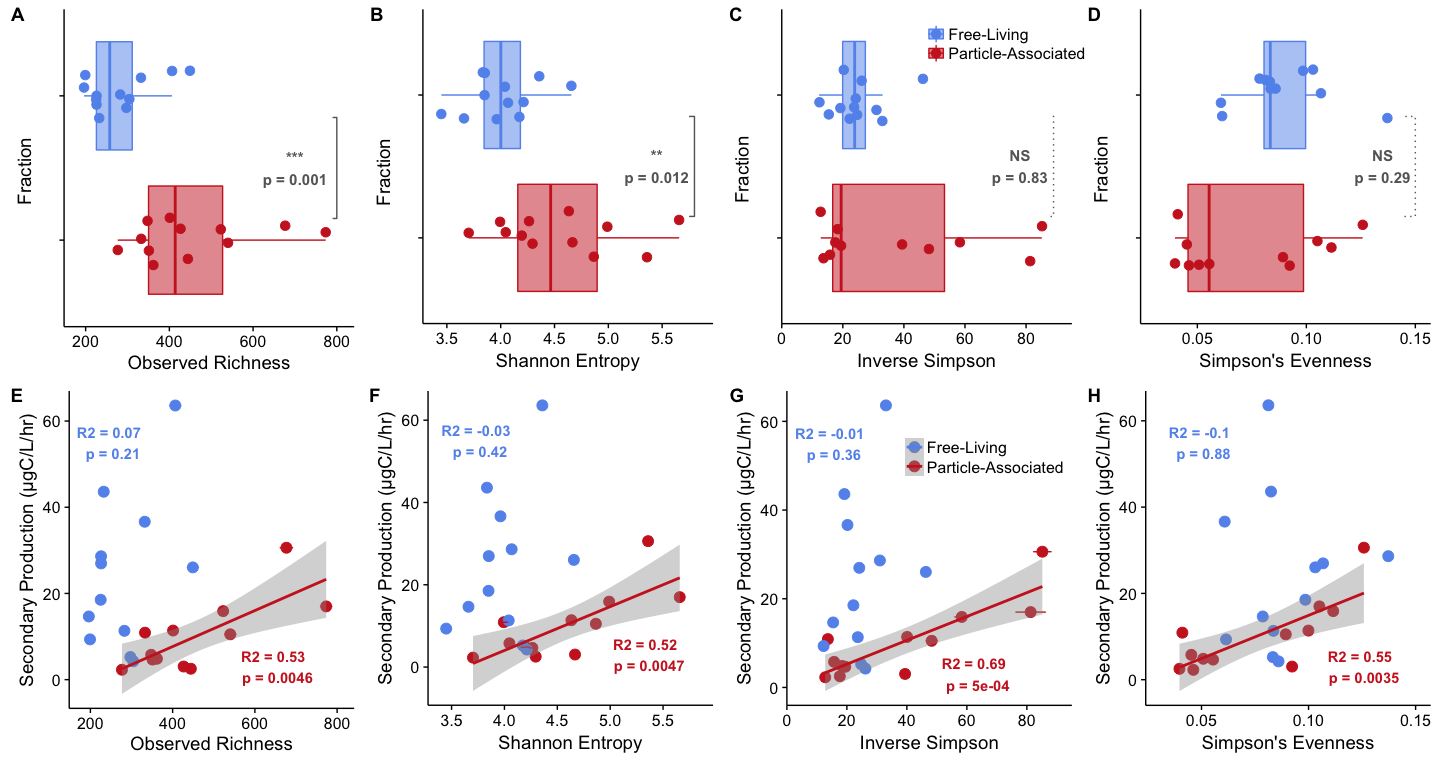 A
Fraction
***
p = 0.001
200
400
600
800
Observed Richness
B
Fraction
**
p = 0.012
3.5
4.0
4.5
5.0
5.5
Shannon Entropy
C
Free-Living
Particle-Associated
Fraction
NS
p = 0.83
0
20
40
60
80
Inverse Simpson
D
Fraction
NS
p = 0.29
0.05
0.10
0.15
Simpson's Evenness
E
Secondary Production (μgC/L/hr)
60
40
20
0
R2 = 0.07
p = 0.21
R2 = 0.53
p = 0.0046
200
400
600
800
Observed Richness
F
Secondary Production (μgC/L/hr)
60
40
20
0
R2 = -0.03
p = 0.42
R2 = 0.52
p = 0.0047
3.5
4.0
4.5
5.0
5.5
Shannon Entropy
G
Secondary Production (μgC/L/hr)
60
40
20
0
R2 = -0.01
p = 0.36
Free-Living
Particle-Associated
R2 = 0.69
p = 5e-04
0
20
40
60
80
Inverse Simpson
H
Secondary Production (μgC/L/hr)
60
40
20
0
R2 = -0.1
p = 0.88
R2 = 0.55
p = 0.0035
0.05
0.10
0.15
Simpson's Evenness